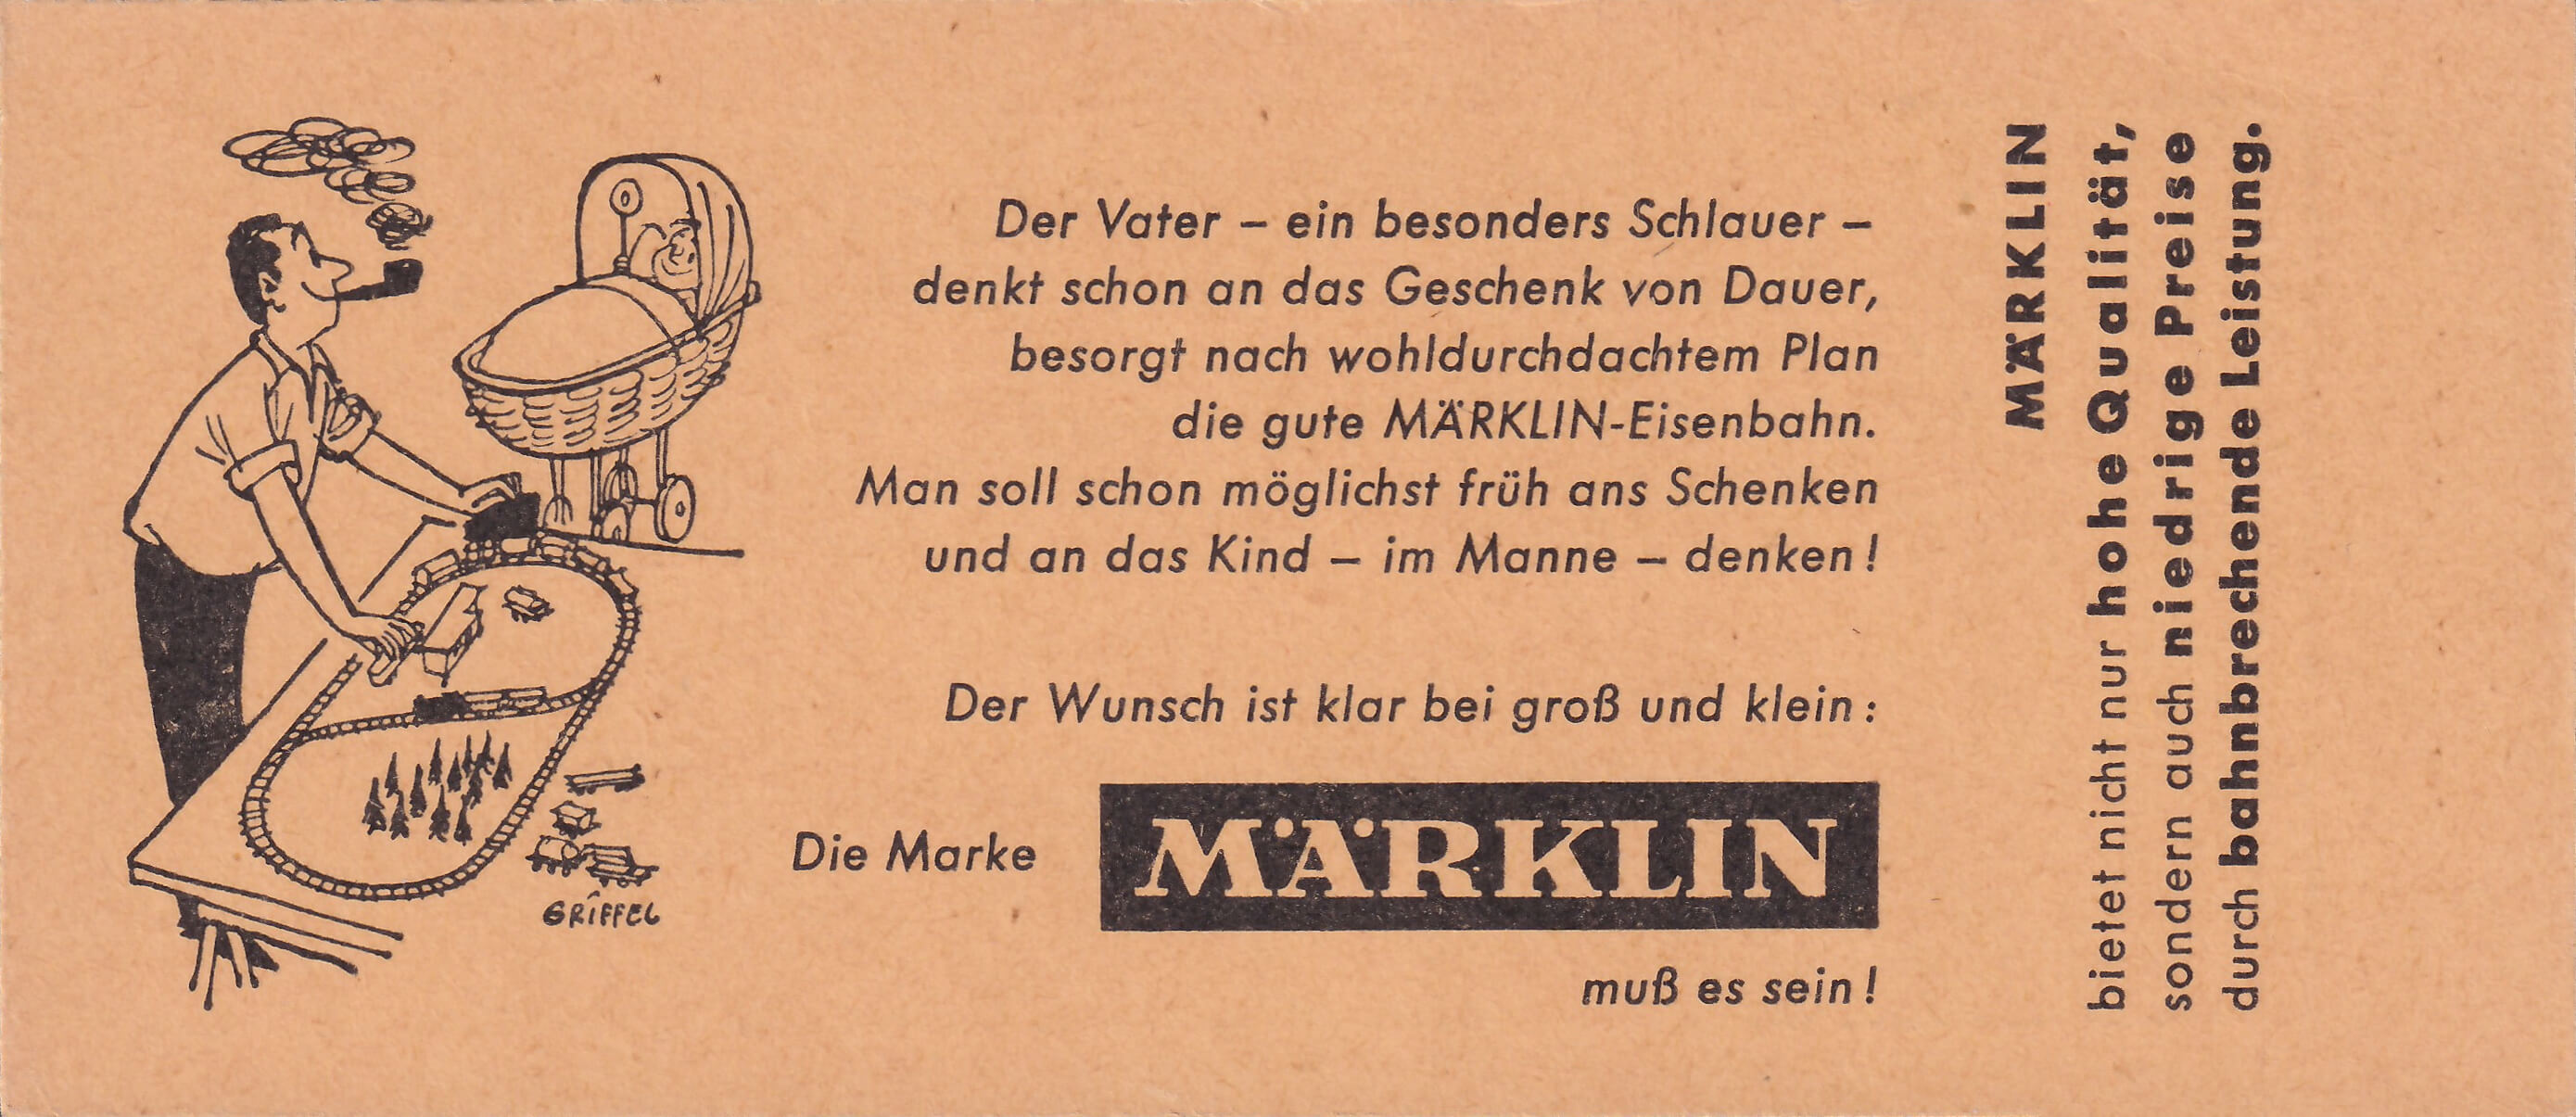 Der Vater – ein besonders Schlauer –
denkt schon an das Geschenk von Dauer,
besorgt nach wohldurchdachtem Plan
die gute MÄRKLIN-Eisenbahn.
Man soll schon möglichst früh ans Schenken
und an das Kind – im Manne – denken!
Der Wunsch ist klar bei groß und klein:
Die Marke MÄRKLIN
muß es sein!
GRIFFEL
MÄRKLIN
bietet nicht nur hohe Qualität,
sondern auch niedrige Preise
durch bahnbrechende Leistung.